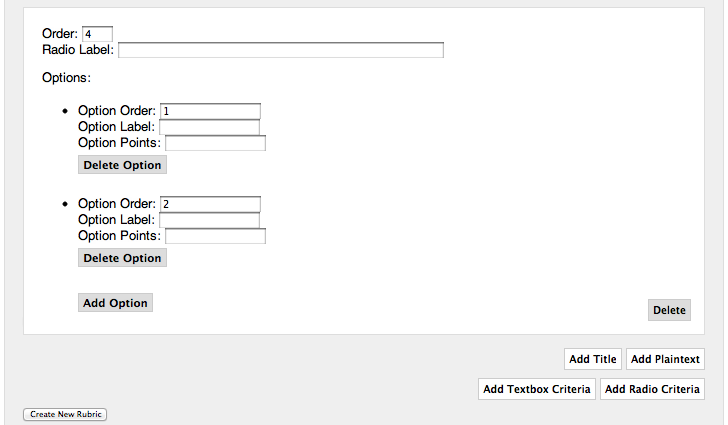 Order: 4
Radio Label:
Options:
Option Order: 1
Option Label:
Option Points:
Delete Option
Option Order: 2
Option Label:
Option Points:
Delete Option
Add Option
Delete
Add Title Add Plaintext
Add Textbox Criteria Add Radio Criteria
Create New Rubric